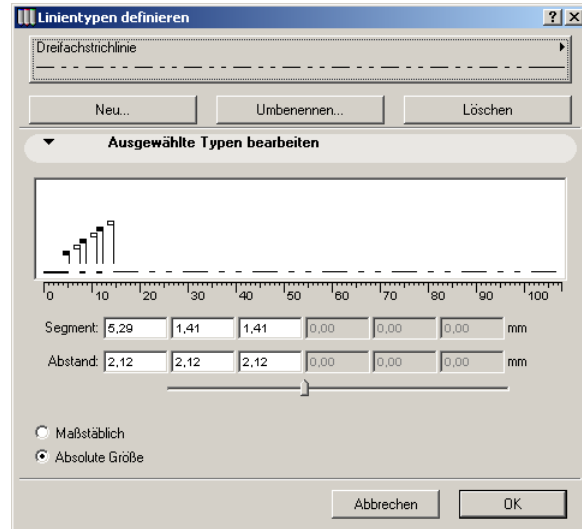 Linientypen definieren
Dreifachstrichlinie
Neu... Umbenennen... Löschen
Ausgewählte Typen bearbeiten
0 10 20 30 40 50 60 70 80 90 100
Segment: 5,29 1,41 1,41 0,00 0,00 0,00 mm
Abstand: 2,12 2,12 2,12 0,00 0,00 0,00 mm
Maßstäblich
Absolute Größe
Abbrechen OK